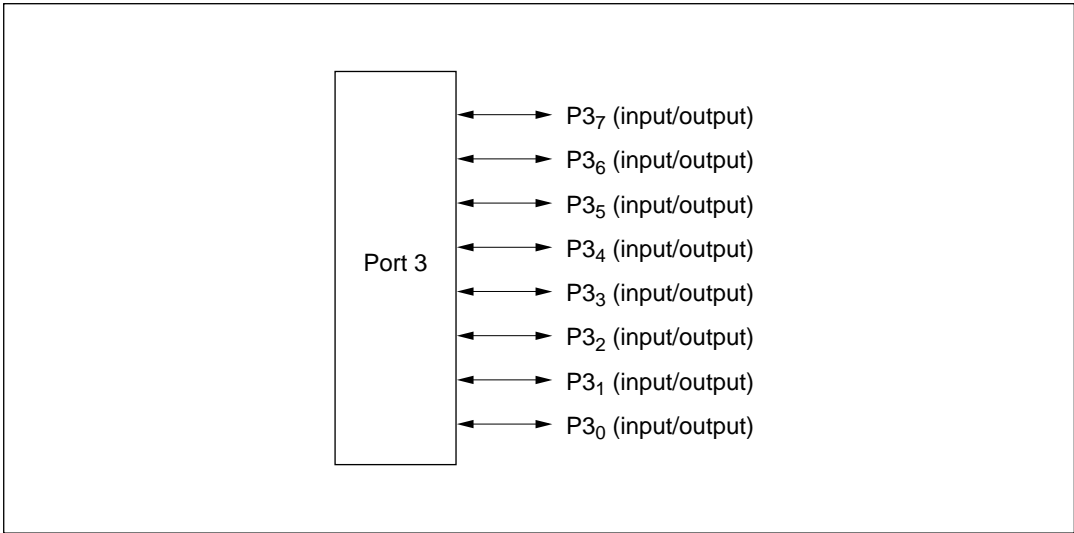 P3₇ (input/output)
P3₆ (input/output)
P3₅ (input/output)
P3₄ (input/output)
Port 3
P3₃ (input/output)
P3₂ (input/output)
P3₁ (input/output)
P3₀ (input/output)